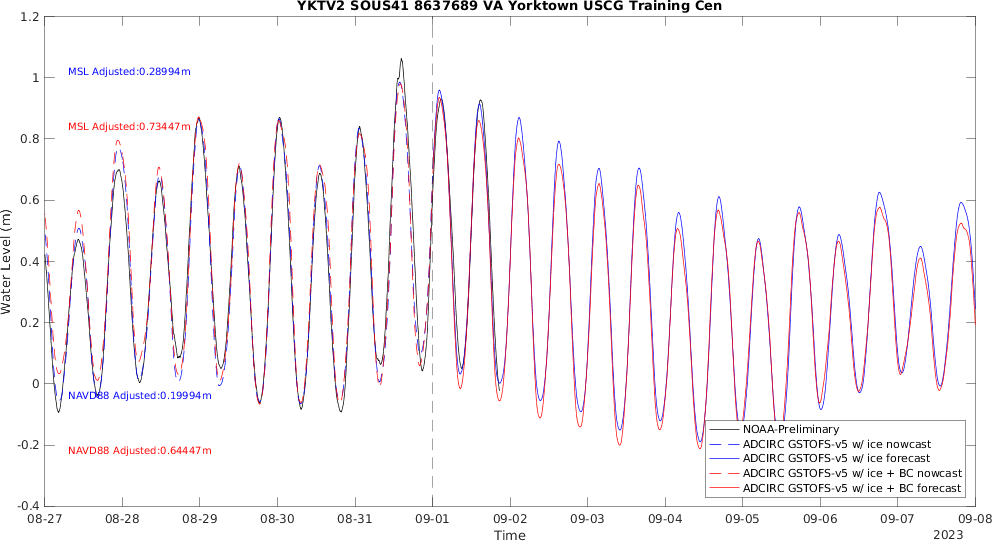 YKTV2 SOUS41 8637689 VA Yorktown USCG Training Cen
1.2
1
0.8
0.6
0.4
0.2
0
-0.2
-0.4
Water Level (m)
MSL Adjusted:0.28994m
MSL Adjusted:0.73447m
NAVD88 Adjusted:0.19994m
NAVD88 Adjusted:0.64447m
NOAA-Preliminary
ADCIRC GSTOFS-v5 w/ ice nowcast
ADCIRC GSTOFS-v5 w/ ice forecast
ADCIRC GSTOFS-v5 w/ ice + BC nowcast
ADCIRC GSTOFS-v5 w/ ice + BC forecast
08-27 08-28 08-29 08-30 08-31 09-01 09-02 09-03 09-04 09-05 09-06 09-07 09-08
Time
2023